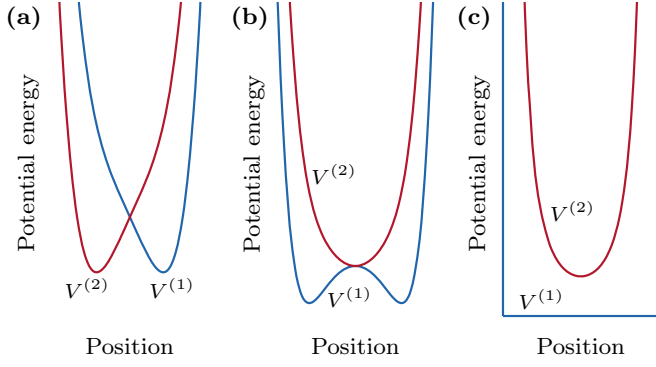 (a)
Potential energy
V^(2)
V^(1)
Position
(b)
Potential energy
V^(2)
V^(1)
Position
(c)
Potential energy
V^(2)
V^(1)
Position